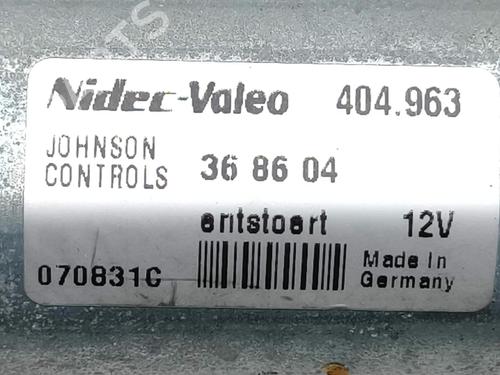 Nidec-Valeo 404.963
JOHNSON
CONTROLS 36 86 04
entstoert 12V
070831C Made In
Germany